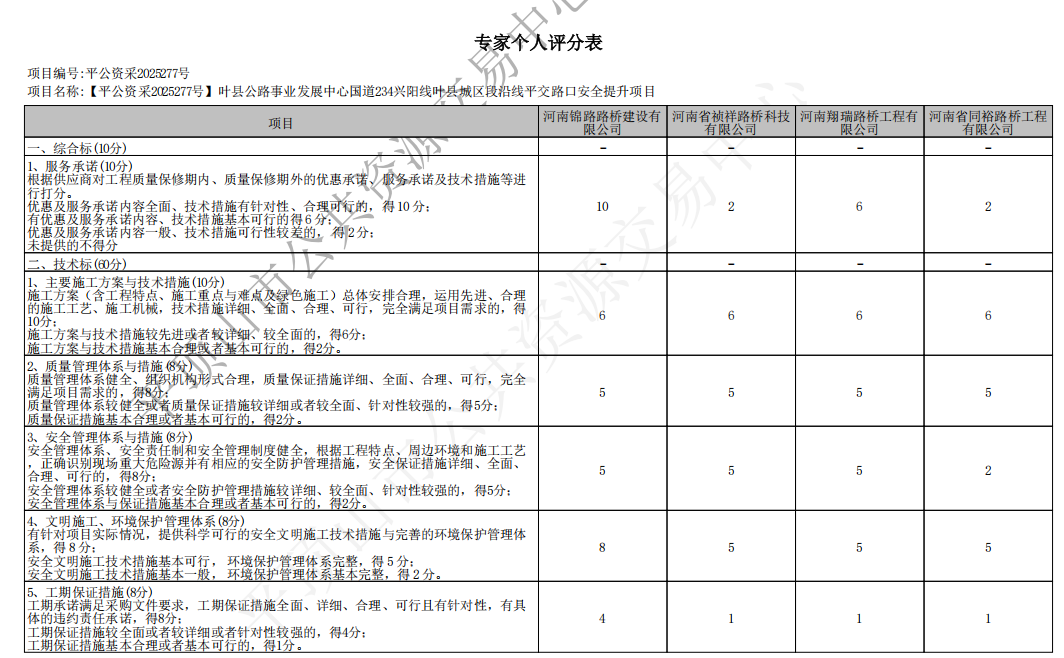 专家个人评分表
项目编号:平公资采2025277号
项目名称:【平公资采2025277号】叶县公路事业发展中心国道234兴阳线叶县城区段沿线平交路口安全提升项目
项目
河南锦路路桥建设有
限公司
河南省祯祥路桥科技
有限公司
河南翔瑞路桥工程有
限公司
河南省同裕路桥工程
有限公司
一、综合标(10分)
－ － － －
1、服务承诺(10分)
根据供应商对工程质量保修期内、质量保修期外的优惠承诺、服务承诺及技术措施等进
行打分。
优惠及服务承诺内容全面、技术措施有针对性、合理可行的，得10分；
有优惠及服务承诺内容、技术措施基本可行的得6分；
优惠及服务承诺内容一般、技术措施可行性较差的，得2分；
未提供的不得分
10 2 6 2
二、技术标(60分)
－ － － －
1、主要施工方案与技术措施(10分)
施工方案（含工程特点、施工重点与难点及绿色施工）总体安排合理，运用先进、合理
的施工工艺、施工机械，技术措施详细、全面、合理、可行，完全满足项目需求的，得
10分；
施工方案与技术措施较先进或者较详细、较全面的，得6分；
施工方案与技术措施基本合理或者基本可行的，得2分。
6 6 6 6
2、质量管理体系与措施(8分)
质量管理体系健全、组织机构形式合理，质量保证措施详细、全面、合理、可行，完全
满足项目需求的，得8分；
质量管理体系较健全或者质量保证措施较详细或者较全面、针对性较强的，得5分；
质量保证措施基本合理或者基本可行的，得2分。
5 5 5 5
3、安全管理体系与措施(8分)
安全管理体系、安全责任制和安全管理制度健全，根据工程特点、周边环境和施工工艺
，正确识别现场重大危险源并有相应的安全防护管理措施，安全保证措施详细、全面、
合理、可行的，得8分；
安全管理体系较健全或者安全防护管理措施较详细、较全面、针对性较强的，得5分；
安全管理体系与保证措施基本合理或者基本可行的，得2分。
5 5 5 2
4、文明施工、环境保护管理体系(8分)
有针对项目实际情况，提供科学可行的安全文明施工技术措施与完善的环境保护管理体
系，得8分；
安全文明施工技术措施基本可行，环境保护管理体系完整，得5分；
安全文明施工技术措施基本一般，环境保护管理体系基本完整，得2分。
8 5 5 5
5、工期保证措施(8分)
工期承诺满足采购文件要求，工期保证措施全面、详细、合理、可行且有针对性，有具
体的违约责任承诺，得8分；
工期保证措施较全面或者较详细或者针对性较强的，得4分；
工期保证措施基本合理或者基本可行的，得1分。
4 1 1 1
平顶山市公共资源交易中心
平顶山市公共资源交易中心